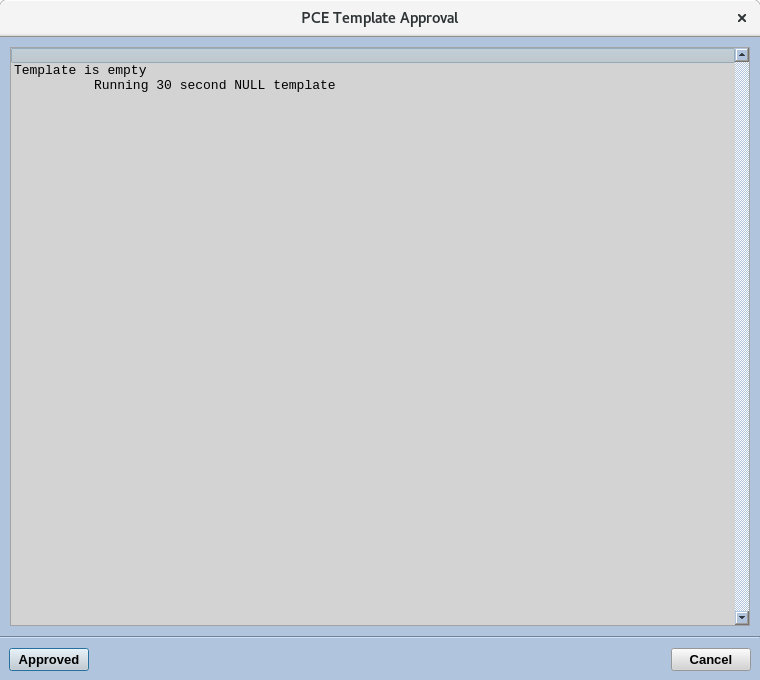 PCE Template Approval
Template is empty
Running 30 second NULL template
Approved
Cancel